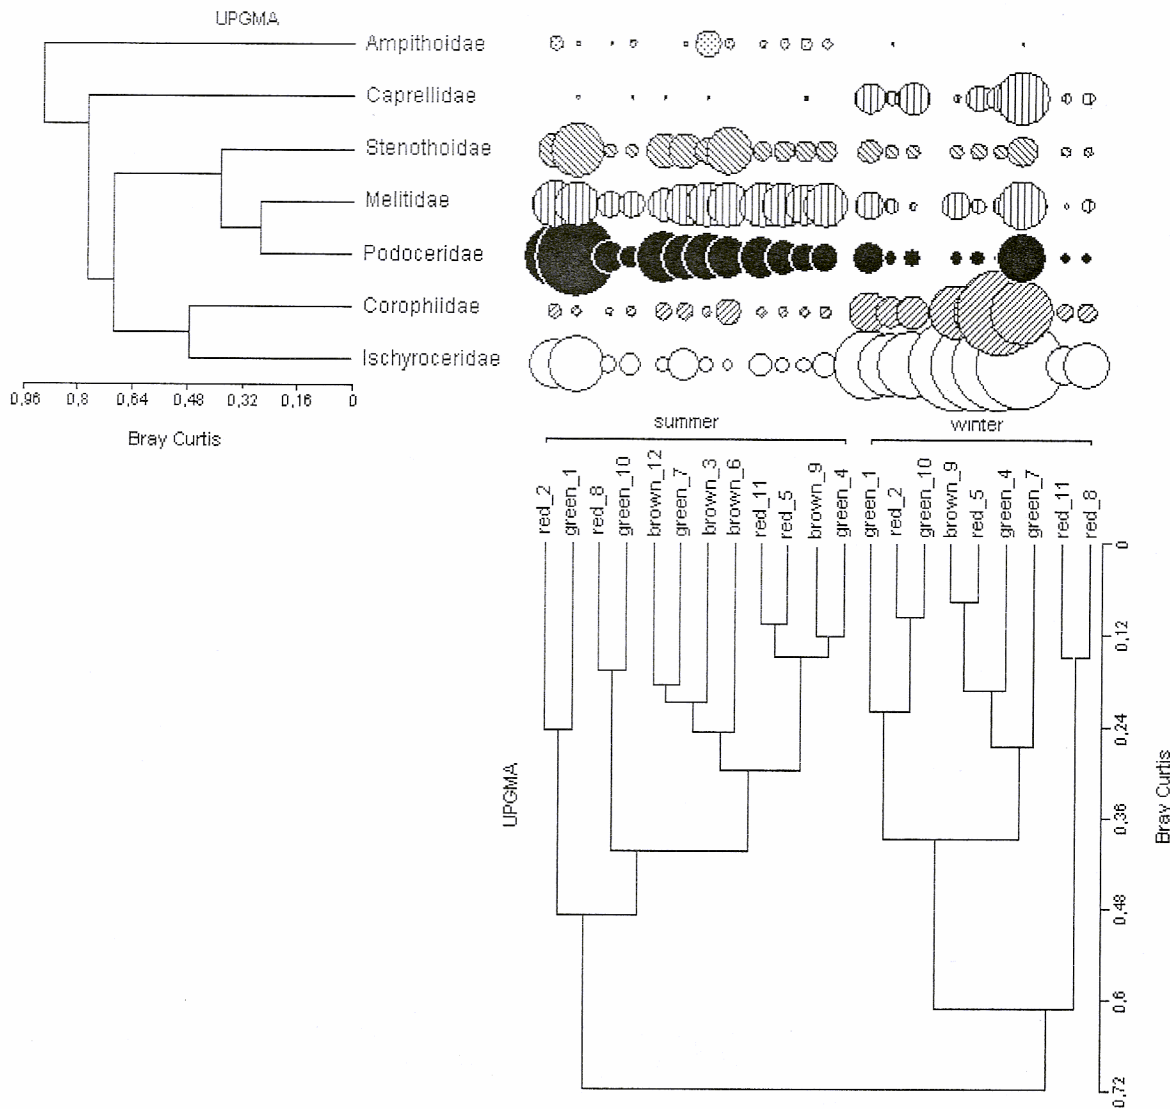 UPGMA
Ampithoidae
Caprellidae
Stenothoidae
Melitidae
Podoceridae
Corophiidae
Ischyroceridae
0,96 0,8 0,64 0,48 0,32 0,16 0
Bray Curtis
summer winter
red_2 green_1 red_8 green_10 brown_12 green_7 brown_3 brown_6 red_11 red_5 brown_9 green_4 green_1 red_2 green_10 brown_9 red_5 green_4 green_7 red_11 red_8
0
0,12
0,24
0,36
0,48
0,6
0,72
UPGMA
Bray Curtis